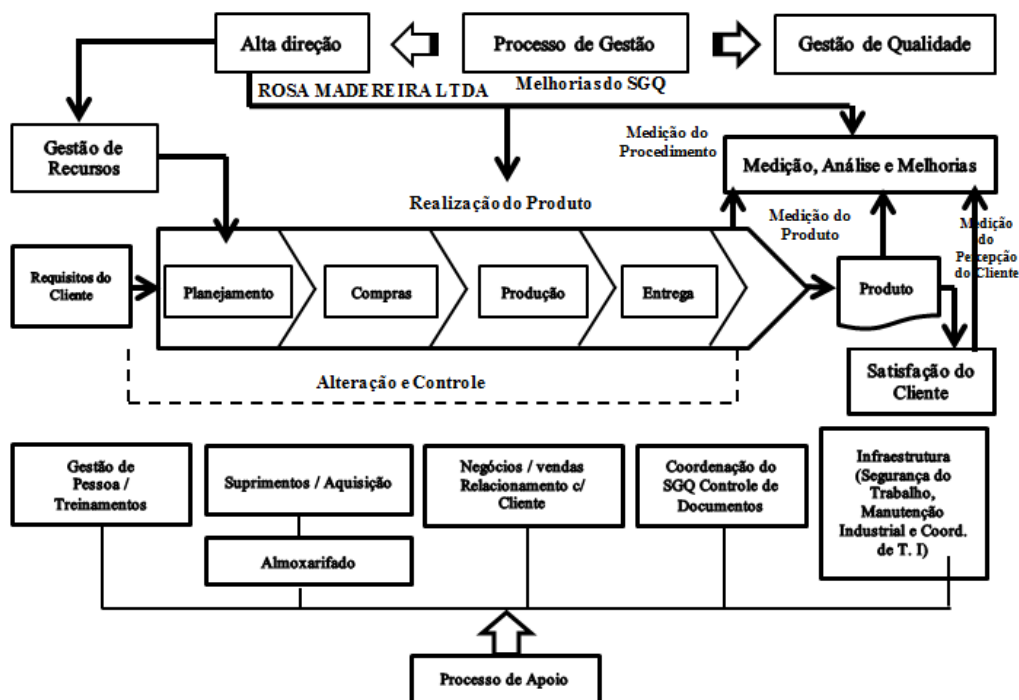 Alta direção
Processo de Gestão
Gestão de Qualidade
ROSA MADEREIRA LTDA
Melhorias do SGQ
Gestão de
Recursos
Medição do
Procedimento
Medição, Análise e Melhorias
Realização do Produto
Medição do
Produto
Medição
do
Percepção
do Cliente
Requisitos do
Cliente
Planejamento
Compras
Produção
Entrega
Produto
Alteração e Controle
Satisfação do
Cliente
Gestão de
Pessoa /
Treinamentos
Suprimentos / Aquisição
Almoxarifado
Negócios / vendas
Relacionamento c/
Cliente
Coordenação do
SGQ Controle de
Documentos
Infraestrutura
(Segurança do
Trabalho,
Manutenção
Industrial e Coord.
de T. I)
Processo de Apoio